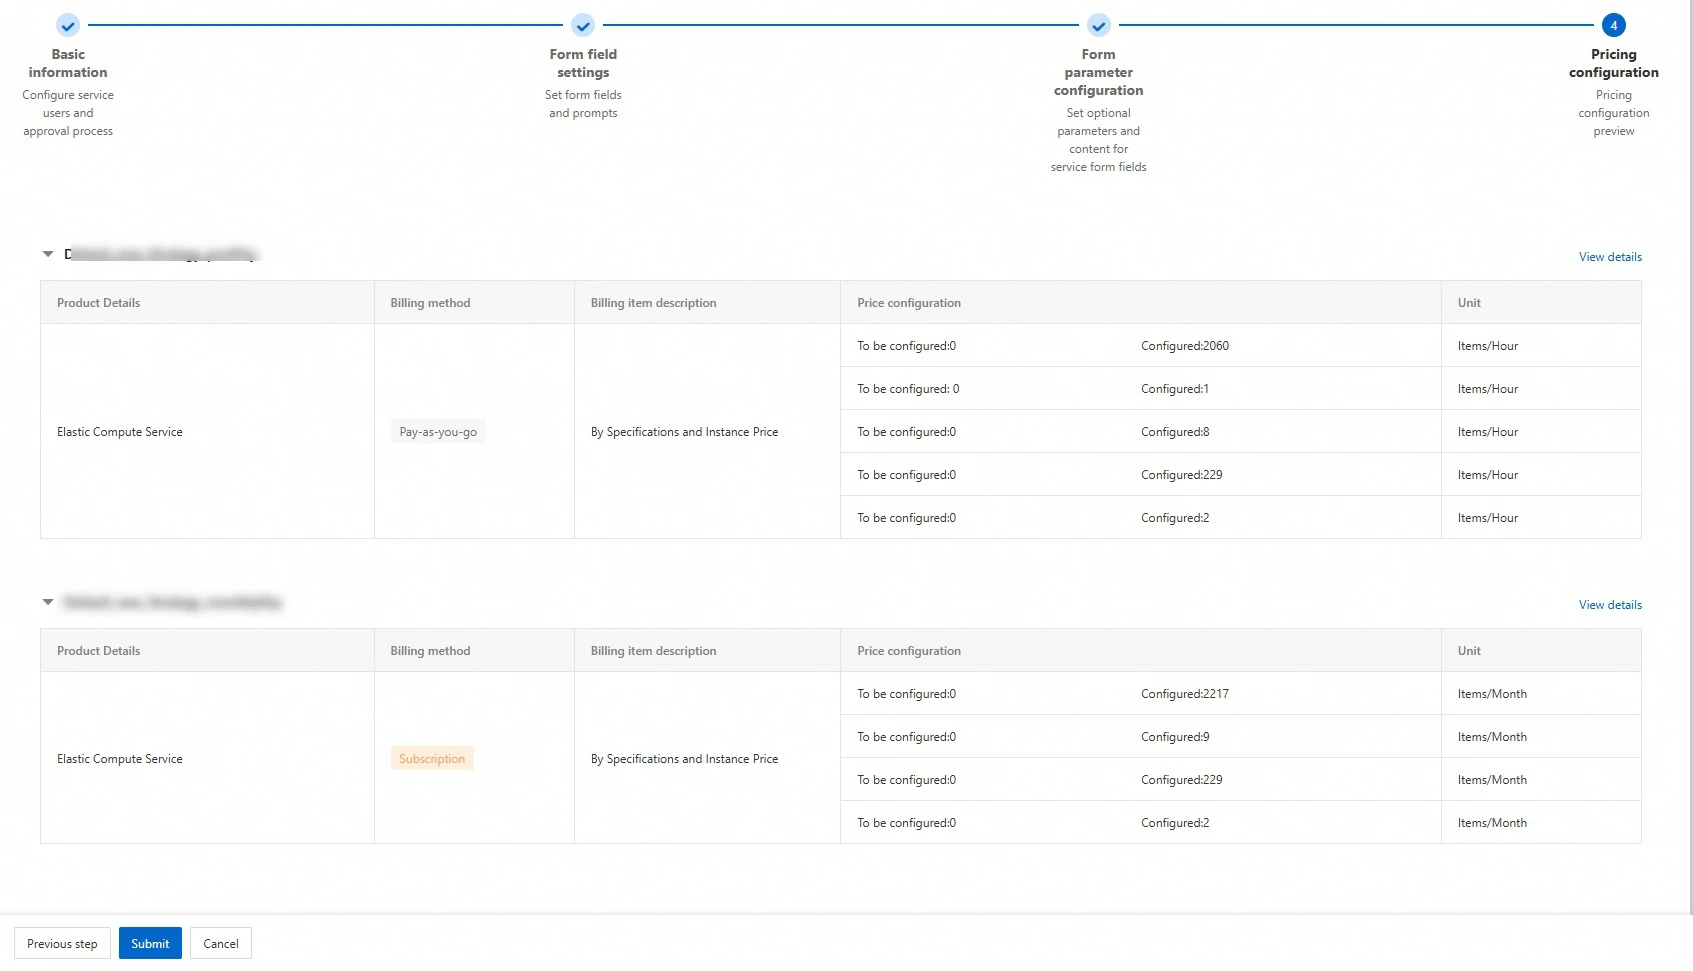 4
Basic
information
Configure service
users and
approval process
Form field
settings
Set form fields
and prompts
Form
parameter
configuration
Set optional
parameters and
content for
service form fields
Pricing
configuration
Pricing
configuration
preview
View details
Product Details Billing method Billing item description Price configuration Unit
To be configured:0 Configured:2060 Items/Hour
To be configured: 0 Configured:1 Items/Hour
Elastic Compute Service Pay-as-you-go By Specifications and Instance Price To be configured:0 Configured:8 Items/Hour
To be configured:0 Configured:229 Items/Hour
To be configured:0 Configured:2 Items/Hour
View details
Product Details Billing method Billing item description Price configuration Unit
To be configured:0 Configured:2217 Items/Month
To be configured:0 Configured:9 Items/Month
Elastic Compute Service Subscription By Specifications and Instance Price
To be configured:0 Configured:229 Items/Month
To be configured:0 Configured:2 Items/Month
Previous step Submit Cancel